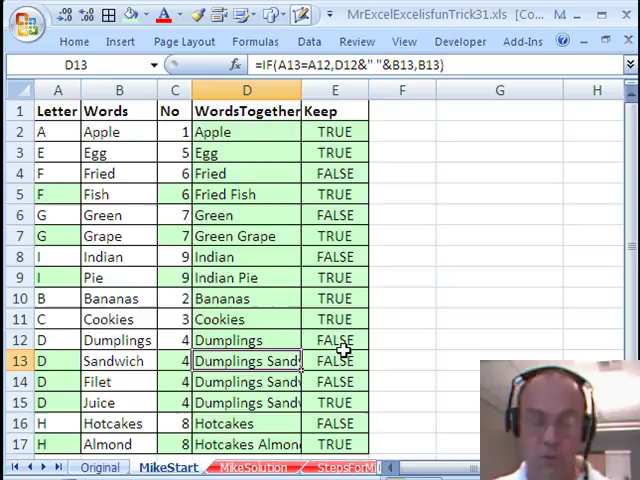 MrExcelExcelisfunTrick31.xls [Co...
Home Insert Formulas Data Review View Developer Add-Ins
D13 =IF(A13=A12,D12&" "&B13,B13)
A B C D E F G H
1 Letter Words No WordsTogether Keep
2 A Apple 1 Apple TRUE
3 E Egg 5 Egg TRUE
4 F Fried 6 Fried FALSE
5 F Fish 6 Fried Fish TRUE
6 G Green 7 Green FALSE
7 G Grape 7 Green Grape TRUE
8 I Indian 9 Indian FALSE
9 I Pie 9 Indian Pie TRUE
10 B Bananas 2 Bananas TRUE
11 C Cookies 3 Cookies TRUE
12 D Dumplings 4 Dumplings FALSE
13 D Sandwich 4 Dumplings Sandw FALSE
14 D Filet 4 Dumplings Sandw FALSE
15 D Juice 4 Dumplings Sandw TRUE
16 H Hotcakes 8 Hotcakes FALSE
17 H Almond 8 Hotcakes Almon TRUE
Original MikeStart MikeSolution StepsForMi